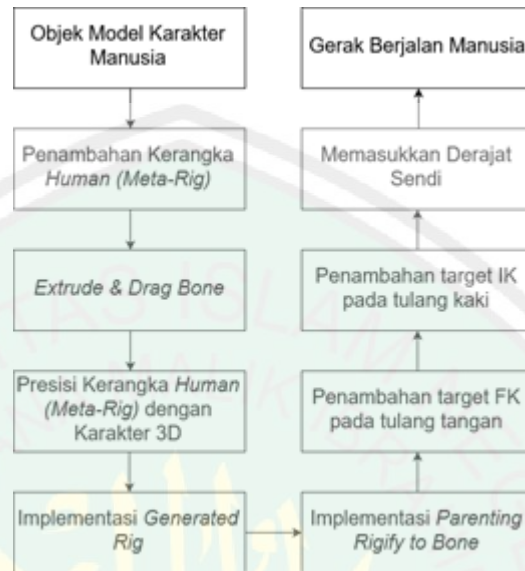 Objek Model Karakter
Manusia
Penambahan Kerangka
Human (Meta-Rig)
Extrude & Drag Bone
Presisi Kerangka Human
(Meta-Rig) dengan
Karakter 3D
Implementasi Generated
Rig
Implementasi Parenting
Rigify to Bone
Penambahan target FK
pada tulang tangan
Penambahan target IK
pada tulang kaki
Memasukkan Derajat
Sendi
Gerak Berjalan Manusia